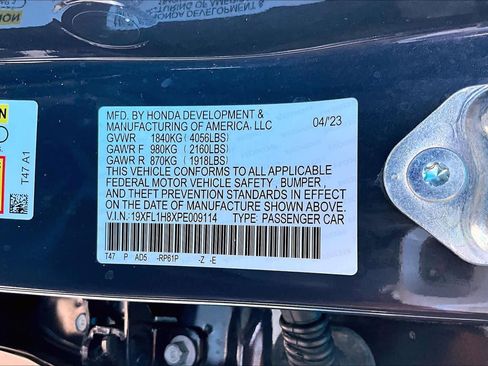 MFD. BY HONDA DEVELOPMENT &
MANUFACTURING OF AMERICA, LLC 04/23
GVWR 1840KG (4056LBS)
GAWR F 980KG (2160LBS)
GAWR R 870KG (1918LBS)
THIS VEHICLE CONFORMS TO ALL APPLICABLE
FEDERAL MOTOR VEHICLE SAFETY , BUMPER ,
AND THEFT PREVENTION STANDARDS IN EFFECT
ON THE DATE OF MANUFACTURE SHOWN ABOVE.
V.I.N.: 19XFL1H8XPE009114 TYPE: PASSENGER CAR
T47 P AD5 -RP61P -Z -E
T47 A1